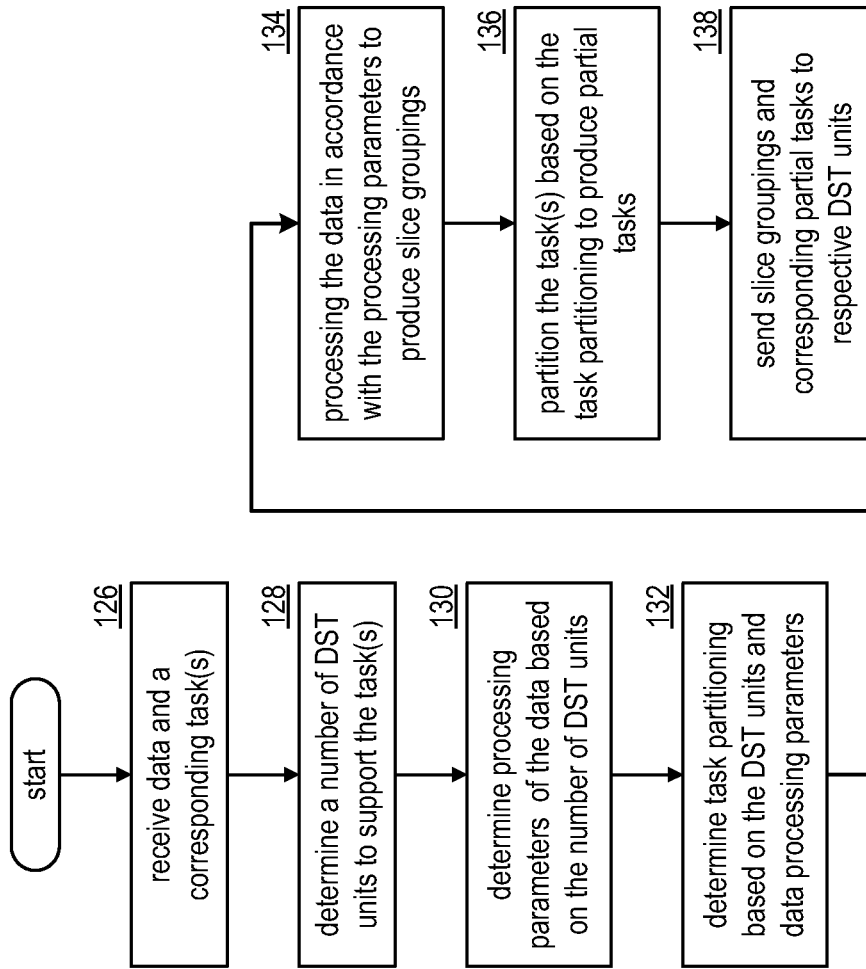 start
126
receive data and a
corresponding task(s)
128
determine a number of DST
units to support the task(s)
130
determine processing
parameters of the data based
on the number of DST units
132
determine task partitioning
based on the DST units and
data processing parameters
134
processing the data in accordance
with the processing parameters to
produce slice groupings
136
partition the task(s) based on the
task partitioning to produce partial
tasks
138
send slice groupings and
corresponding partial tasks to
respective DST units